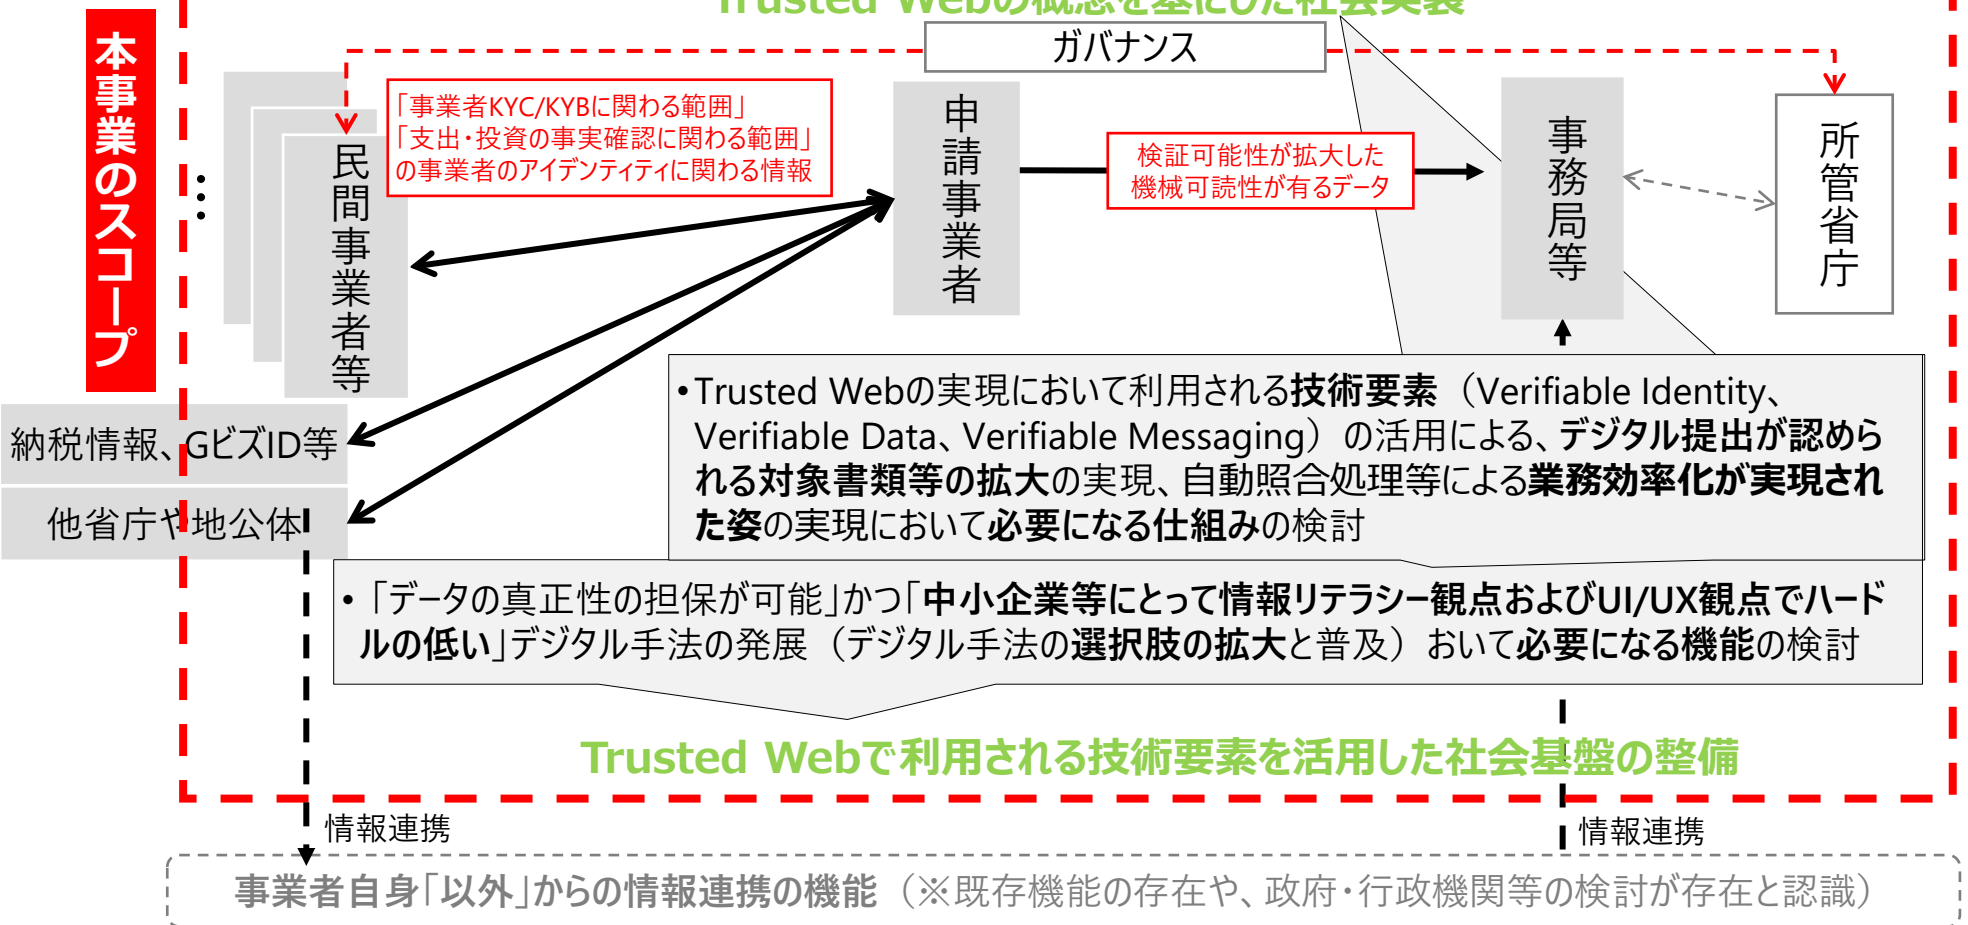 Trusted Webの概念を基にした社会実装
ガバナンス
本事業のスコープ
「事業者KYC/KYBに関わる範囲」
「支出・投資の事実確認に関わる範囲」
の事業者のアイデンティティに関わる情報
民間事業者等
申請事業者
検証可能性が拡大した
機械可読性が有るデータ
事務局等
所管省庁
納税情報、GビズID等
他省庁や地公体
•Trusted Webの実現において利用される技術要素（Verifiable Identity、
Verifiable Data、Verifiable Messaging）の活用による、デジタル提出が認めら
れる対象書類等の拡大の実現、自動照合処理等による業務効率化が実現され
た姿の実現において必要になる仕組みの検討
•「データの真正性の担保が可能」かつ「中小企業等にとって情報リテラシー観点およびUI/UX観点でハード
ルの低い」デジタル手法の発展（デジタル手法の選択肢の拡大と普及）おいて必要になる機能の検討
Trusted Webで利用される技術要素を活用した社会基盤の整備
情報連携
情報連携
事業者自身「以外」からの情報連携の機能（※既存機能の存在や、政府・行政機関等の検討が存在と認識）